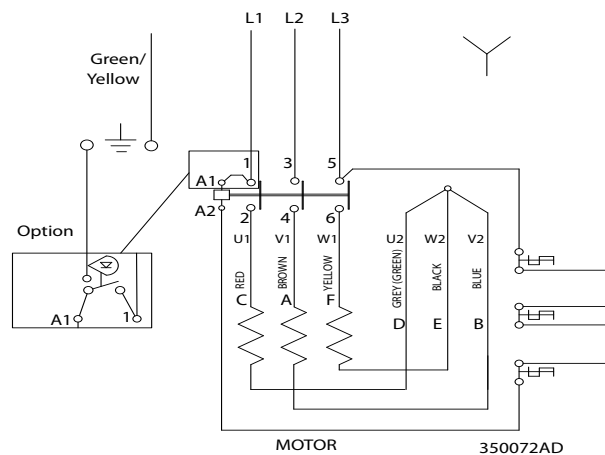 L1 L2 L3
Green/
Yellow
1 3 5
A1
A2
2 4 6
Option
U1 V1 W1 U2 W2 V2
RED BROWN YELLOW GREY (GREEN) BLACK BLUE
C A F
D E B
A1 1
MOTOR 350072AD